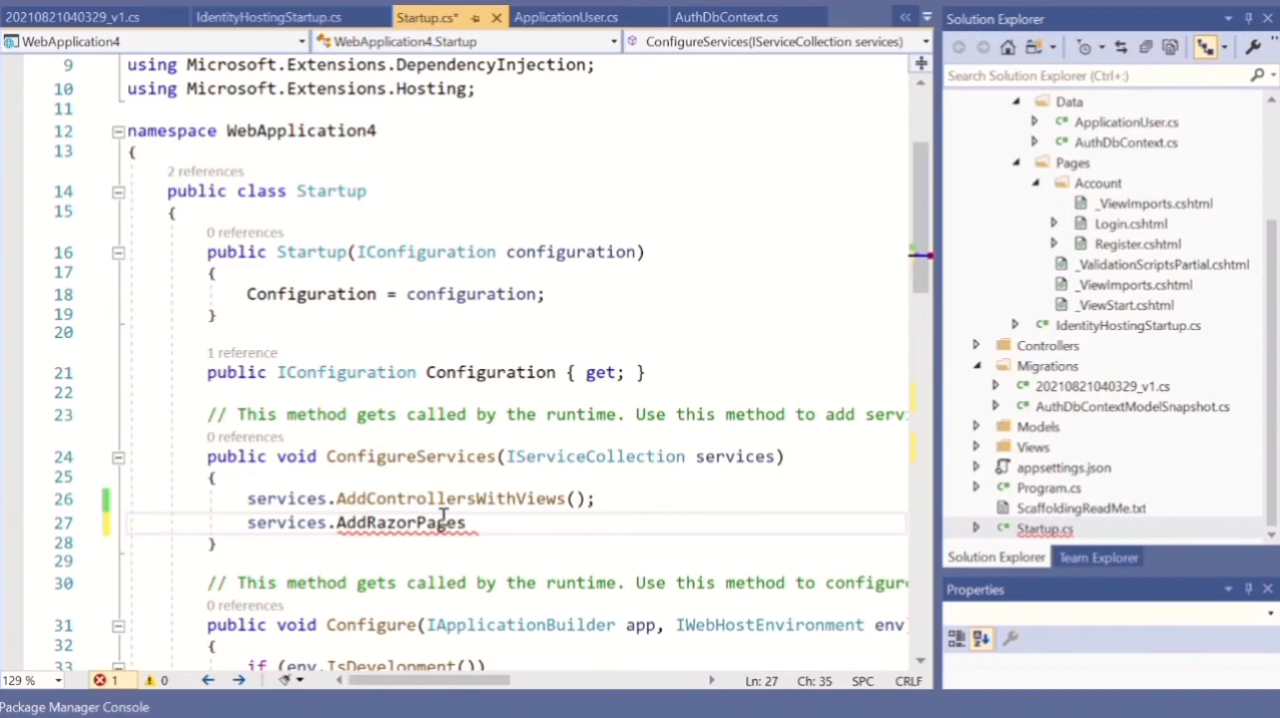 20210821040329_v1.cs IdentityHostingStartup.cs Startup.cs* ApplicationUser.cs AuthDbContext.cs
WebApplication4 WebApplication4.Startup ConfigureServices(IServiceCollection services)
9 using Microsoft.Extensions.DependencyInjection;
10 using Microsoft.Extensions.Hosting;
11
12 namespace WebApplication4
13 {
2 references
14 public class Startup
15 {
0 references
16 public Startup(IConfiguration configuration)
17 {
18 Configuration = configuration;
19 }
20
1 reference
21 public IConfiguration Configuration { get; }
22
23 // This method gets called by the runtime. Use this method to add servi
0 references
24 public void ConfigureServices(IServiceCollection services)
25 {
26 services.AddControllersWithViews();
27 services.AddRazorPages
28 }
29
30 // This method gets called by the runtime. Use this method to configure
0 references
31 public void Configure(IApplicationBuilder app, IWebHostEnvironment env)
32 {
33 if (env.IsDevelopment())
129 % 1 0 Ln: 27 Ch: 35 SPC CRLF
Package Manager Console
Solution Explorer
Search Solution Explorer (Ctrl+;)
Data
C# ApplicationUser.cs
C# AuthDbContext.cs
Pages
Account
_ViewImports.cshtml
Login.cshtml
Register.cshtml
_ValidationScriptsPartial.cshtml
_ViewImports.cshtml
_ViewStart.cshtml
C# IdentityHostingStartup.cs
Controllers
Migrations
C# 20210821040329_v1.cs
C# AuthDbContextModelSnapshot.cs
Models
Views
appsettings.json
C# Program.cs
ScaffoldingReadMe.txt
C# Startup.cs
Solution Explorer Team Explorer
Properties